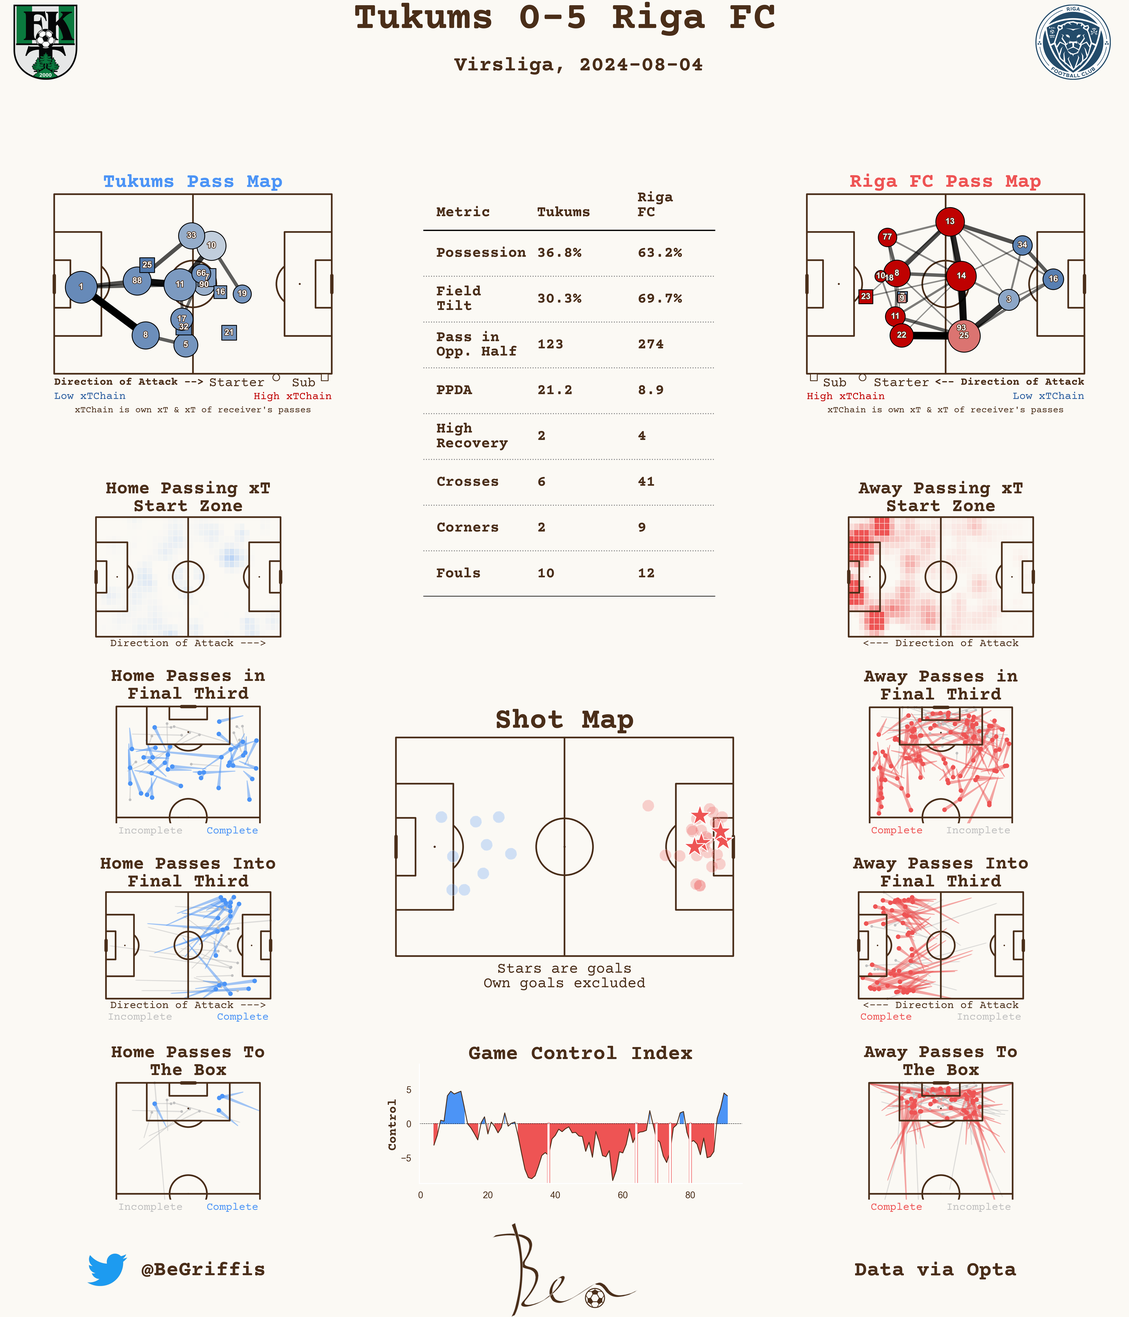 Tukums 0-5 Riga FC
Virsliga, 2024-08-04
FK
2000
RIGA
FOOTBALL CLUB
Tukums Pass Map
33
10
25
88
66
1
11
90
16
19
17
32
21
8
5
Direction of Attack --> Starter Sub
Low xTChain High xTChain
xTChain is own xT & xT of receiver's passes
Metric Tukums Riga FC
Possession 36.8% 63.2%
Field Tilt 30.3% 69.7%
Pass in Opp. Half 123 274
PPDA 21.2 8.9
High Recovery 2 4
Crosses 6 41
Corners 2 9
Fouls 10 12
Riga FC Pass Map
13
77
34
10
18
8
14
16
23
9
3
11
22
93
25
Sub Starter <-- Direction of Attack
High xTChain Low xTChain
xTChain is own xT & xT of receiver's passes
Home Passing xT
Start Zone
Direction of Attack --->
Away Passing xT
Start Zone
<--- Direction of Attack
Home Passes in
Final Third
Incomplete Complete
Away Passes in
Final Third
Complete Incomplete
Shot Map
Stars are goals
Own goals excluded
Home Passes Into
Final Third
Direction of Attack --->
Incomplete Complete
Away Passes Into
Final Third
<--- Direction of Attack
Complete Incomplete
Home Passes To
The Box
Incomplete Complete
Game Control Index
Control
5
0
−5
0 20 40 60 80
Away Passes To
The Box
Complete Incomplete
@BeGriffis
Bea
Data via Opta